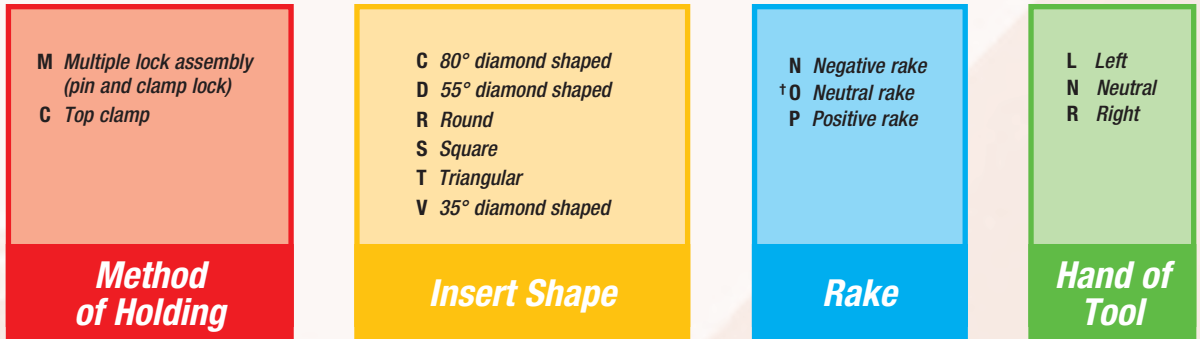 M Multiple lock assembly
(pin and clamp lock)
C Top clamp
Method
of Holding
C 80° diamond shaped
D 55° diamond shaped
R Round
S Square
T Triangular
V 35° diamond shaped
Insert Shape
N Negative rake
†O Neutral rake
P Positive rake
Rake
L Left
N Neutral
R Right
Hand of
Tool